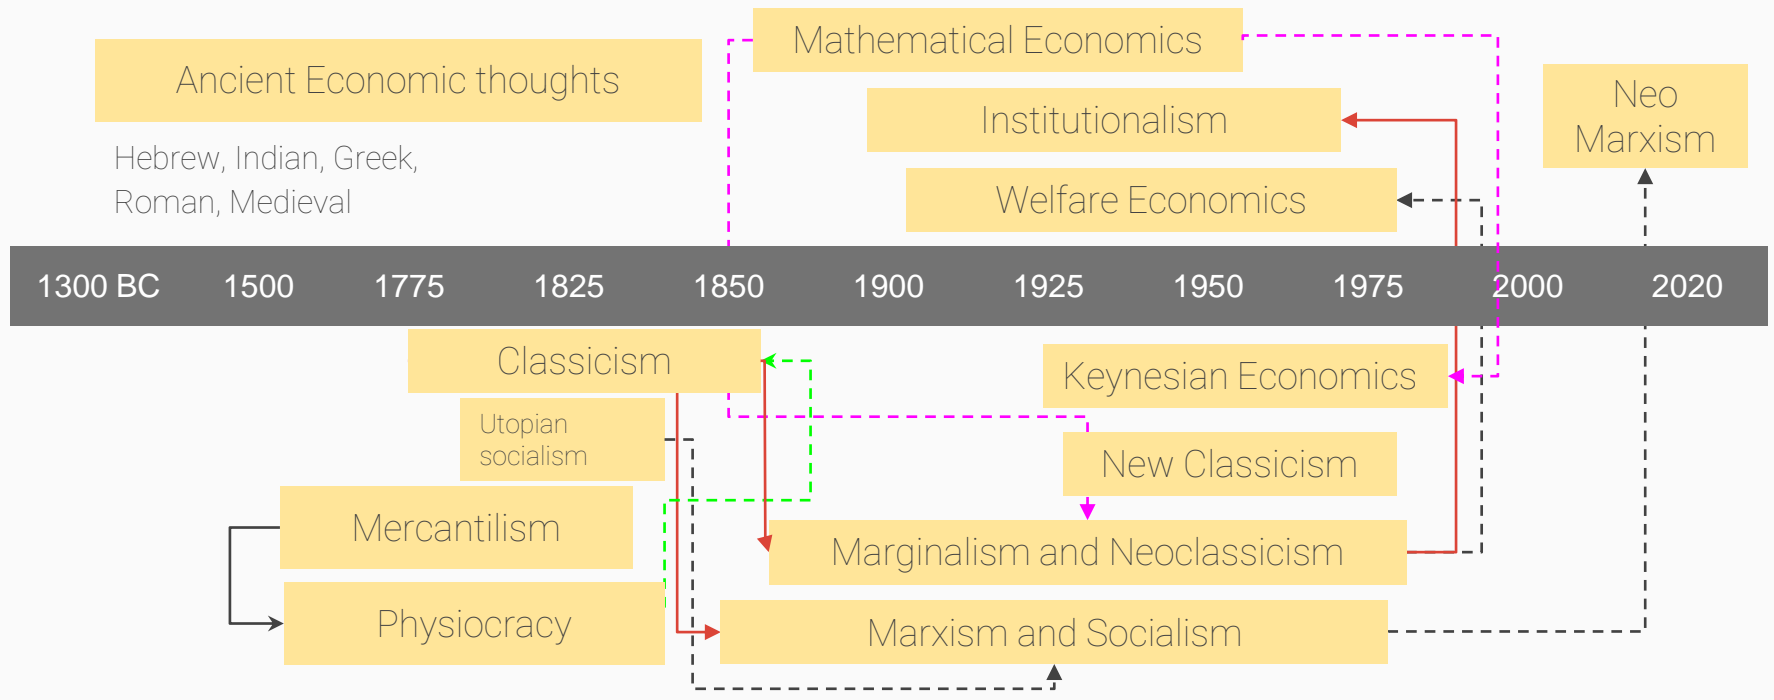 Mathematical Economics
Ancient Economic thoughts
Neo
Marxism
Institutionalism
Hebrew, Indian, Greek,
Roman, Medieval
Welfare Economics
1300 BC 1500 1775 1825 1850 1900 1925 1950 1975 2000 2020
Classicism
Keynesian Economics
Utopian
socialism
New Classicism
Mercantilism
Marginalism and Neoclassicism
Physiocracy
Marxism and Socialism